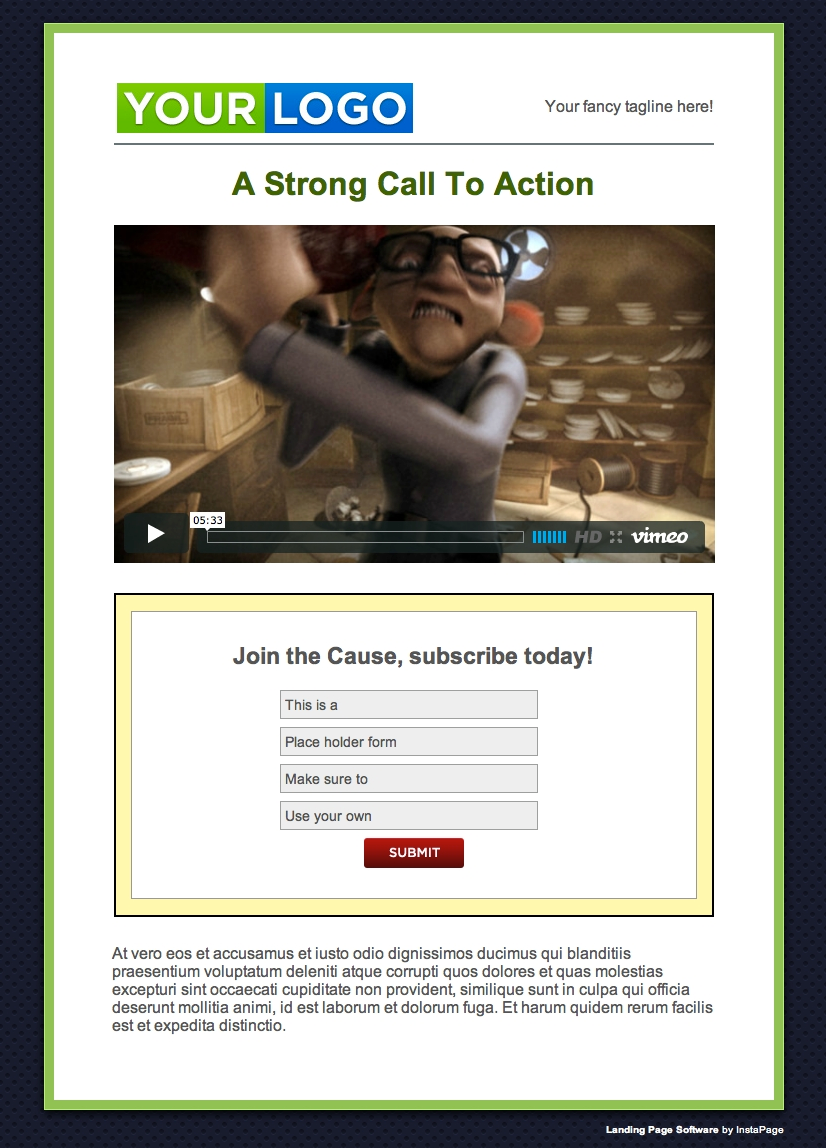 YOUR LOGO
Your fancy tagline here!
A Strong Call To Action
05:33
HD
vimeo
Join the Cause, subscribe today!
This is a
Place holder form
Make sure to
Use your own
SUBMIT
At vero eos et accusamus et iusto odio dignissimos ducimus qui blanditiis
praesentium voluptatum deleniti atque corrupti quos dolores et quas molestias
excepturi sint occaecati cupiditate non provident, similique sunt in culpa qui officia
deserunt mollitia animi, id est laborum et dolorum fuga. Et harum quidem rerum facilis
est et expedita distinctio.
Landing Page Software by InstaPage